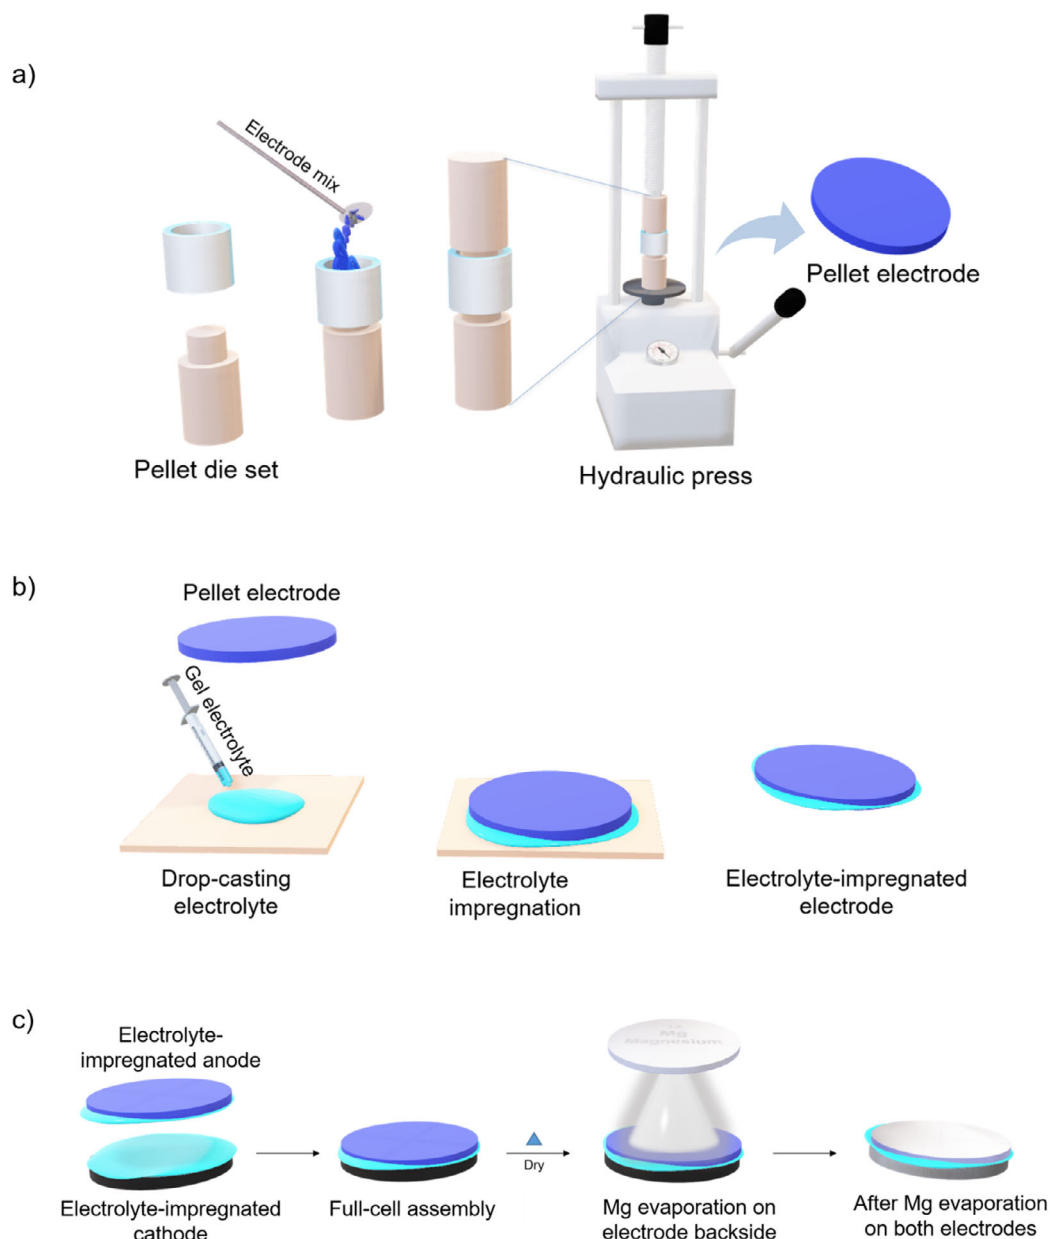 a)
Electrode mix
Pellet electrode
Pellet die set
Hydraulic press
b)
Pellet electrode
Gel electrolyte
Drop-casting
electrolyte
Electrolyte
impregnation
Electrolyte-impregnated
electrode
c)
Electrolyte-
impregnated anode
Mg
Magnesium
Dry
Electrolyte-impregnated
cathode
Full-cell assembly
Mg evaporation on
electrode backside
After Mg evaporation
on both electrodes